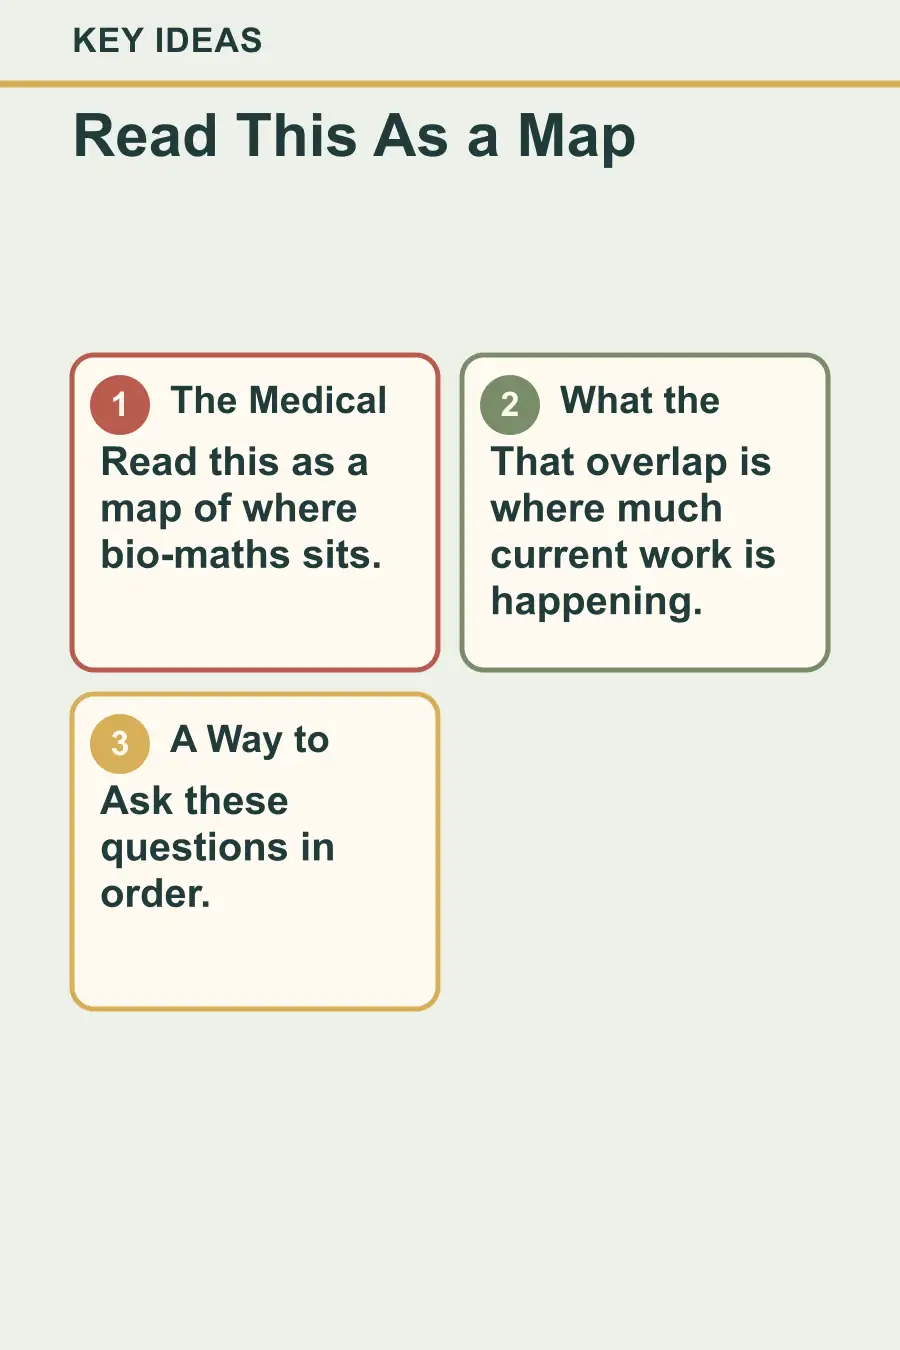 KEY IDEAS
Read This As a Map
1 The Medical
Read this as a
map of where
bio-maths sits.
2 What the
That overlap is
where much
current work is
happening.
3 A Way to
Ask these
questions in
order.